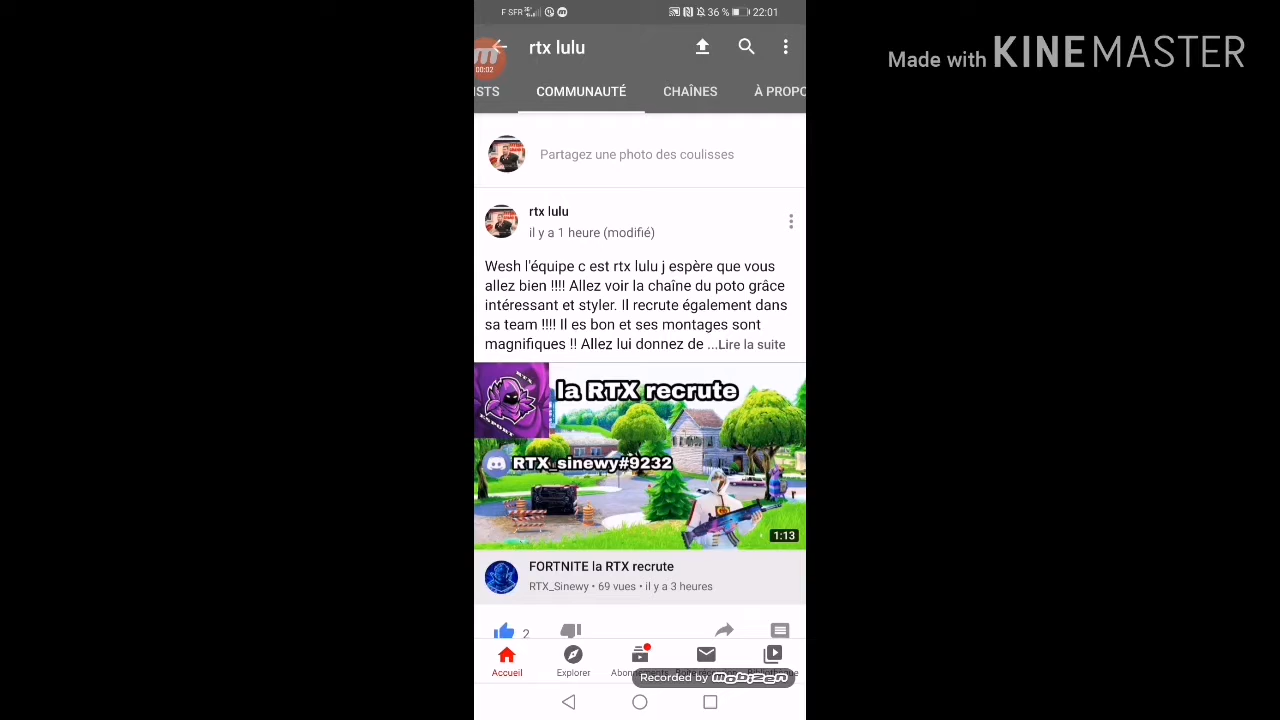 F SFR 36 % 22:01
rtx lulu
Made with KINEMASTER
00:02
ISTS COMMUNAUTÉ CHAÎNES À PROPO
Partagez une photo des coulisses
rtx lulu
il y a 1 heure (modifié)
Wesh l'équipe c est rtx lulu j espère que vous
allez bien !!!! Allez voir la chaîne du poto grâce
intéressant et styler. Il recrute également dans
sa team !!!! Il es bon et ses montages sont
magnifiques !! Allez lui donnez de ...Lire la suite
RTX
ESPORT
la RTX recrute
RTX_sinewy#9232
1:13
FORTNITE la RTX recrute
RTX_Sinewy • 69 vues • il y a 3 heures
2
Accueil Explorer
Recorded by mobizen